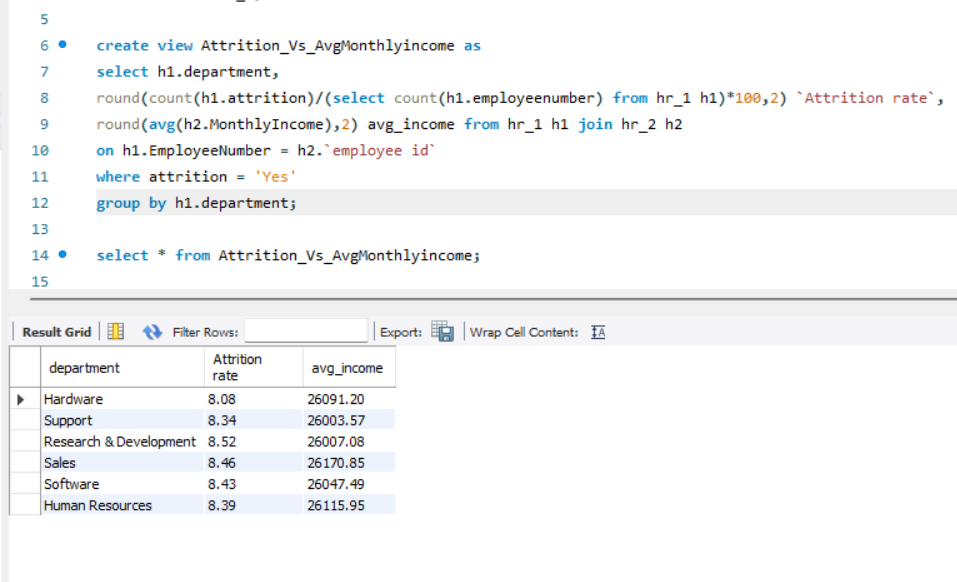 5
6 create view Attrition_Vs_AvgMonthlyincome as
7 select h1.department,
8 round(count(h1.attrition)/(select count(h1.employeenumber) from hr_1 h1)*100,2) `Attrition rate`,
9 round(avg(h2.MonthlyIncome),2) avg_income from hr_1 h1 join hr_2 h2
10 on h1.EmployeeNumber = h2.`employee id`
11 where attrition = 'Yes'
12 group by h1.department;
13
14 select * from Attrition_Vs_AvgMonthlyincome;
15
Result Grid Filter Rows: Export: Wrap Cell Content: IA
department Attrition rate avg_income
Hardware 8.08 26091.20
Support 8.34 26003.57
Research & Development 8.52 26007.08
Sales 8.46 26170.85
Software 8.43 26047.49
Human Resources 8.39 26115.95